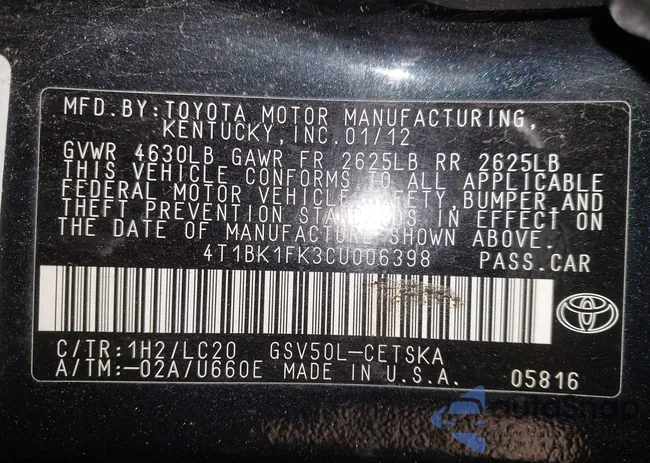 MFD. BY: TOYOTA MOTOR MANUFACTURING,
KENTUCKY, INC. 01/12
GVWR 4630LB GAWR FR 2625LB RR 2625LB
THIS VEHICLE CONFORMS TO ALL APPLICABLE
FEDERAL MOTOR VEHICLE SAFETY, BUMPER, AND
THEFT PREVENTION STANDARDS IN EFFECT ON
THE DATE OF MANUFACTURE SHOWN ABOVE.
4T1BK1FK3CU006398 PASS. CAR
C/TR: 1H2/LC20 GSV50L-CETSKA
A/TM: -02A/U660E MADE IN U.S.A. 05816
autosnap